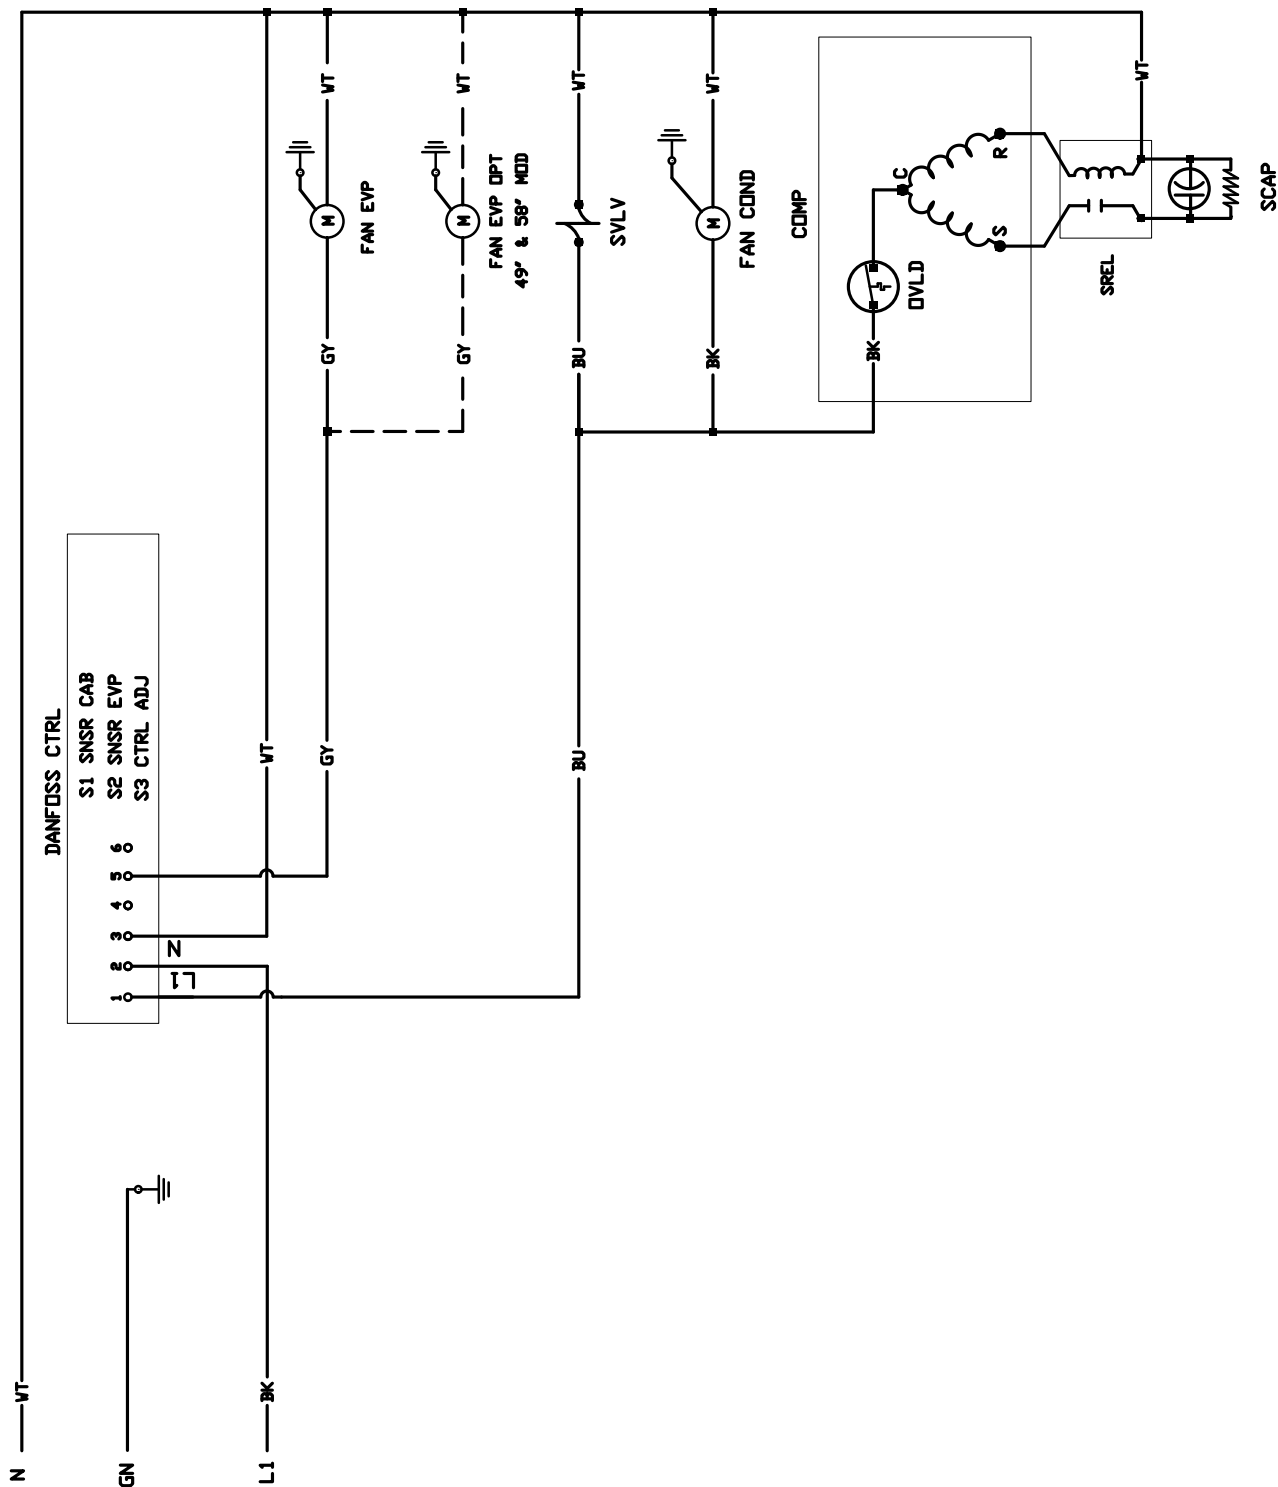 N
WT
GN
L1
BK
DANFOSS CTRL
S1 SNSR CAB
S2 SNSR EVP
S3 CTRL ADJ
1
2
3
4
5
6
L1
N
WT
GY
BU
WT
M
FAN EVP
GY
WT
M
FAN EVP OPT
49' & 58' MOD
GY
WT
SVLV
BU
WT
M
FAN COND
BK
COMP
C
R
S
OVLD
BK
WT
SREL
SCAP